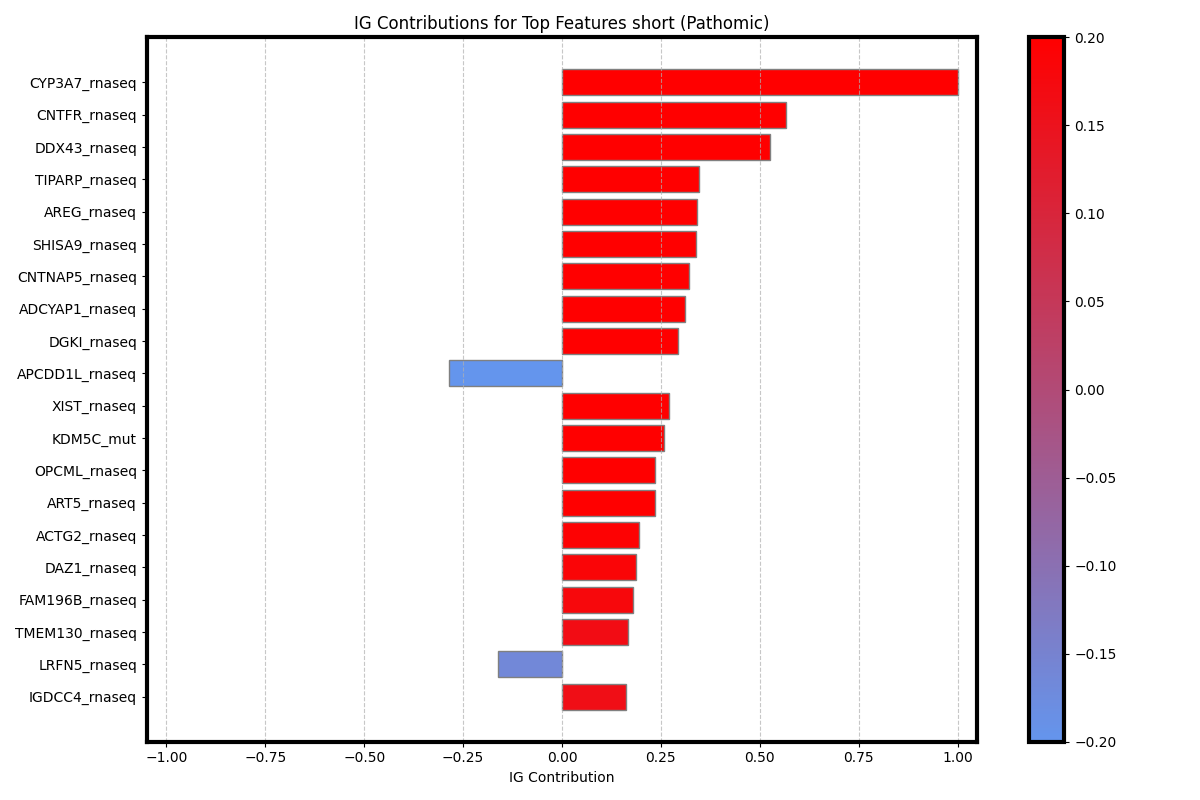 IG Contributions for Top Features short (Pathomic)
CYP3A7_rnaseq
CNTFR_rnaseq
DDX43_rnaseq
TIPARP_rnaseq
AREG_rnaseq
SHISA9_rnaseq
CNTNAP5_rnaseq
ADCYAP1_rnaseq
DGKI_rnaseq
APCDD1L_rnaseq
XIST_rnaseq
KDM5C_mut
OPCML_rnaseq
ART5_rnaseq
ACTG2_rnaseq
DAZ1_rnaseq
FAM196B_rnaseq
TMEM130_rnaseq
LRFN5_rnaseq
IGDCC4_rnaseq
−1.00 −0.75 −0.50 −0.25 0.00 0.25 0.50 0.75 1.00
IG Contribution
0.20
0.15
0.10
0.05
0.00
−0.05
−0.10
−0.15
−0.20